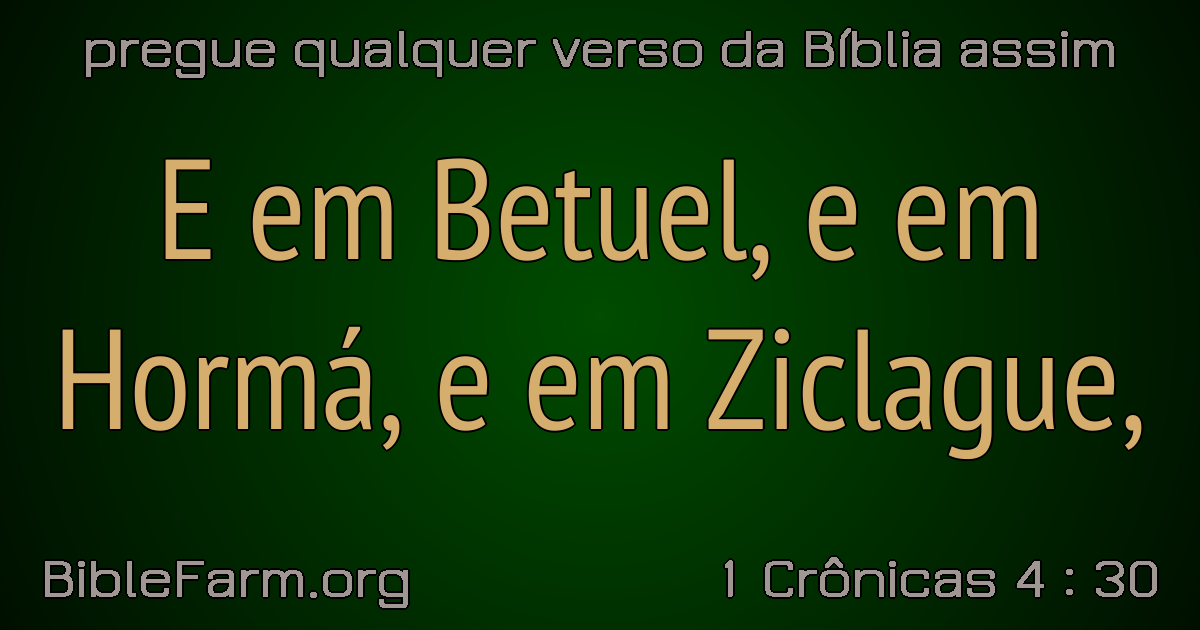 pregue qualquer verso da Bíblia assim
E em Betuel, e em
Hormá, e em Ziclague,
BibleFarm.org
1 Crônicas 4 : 30